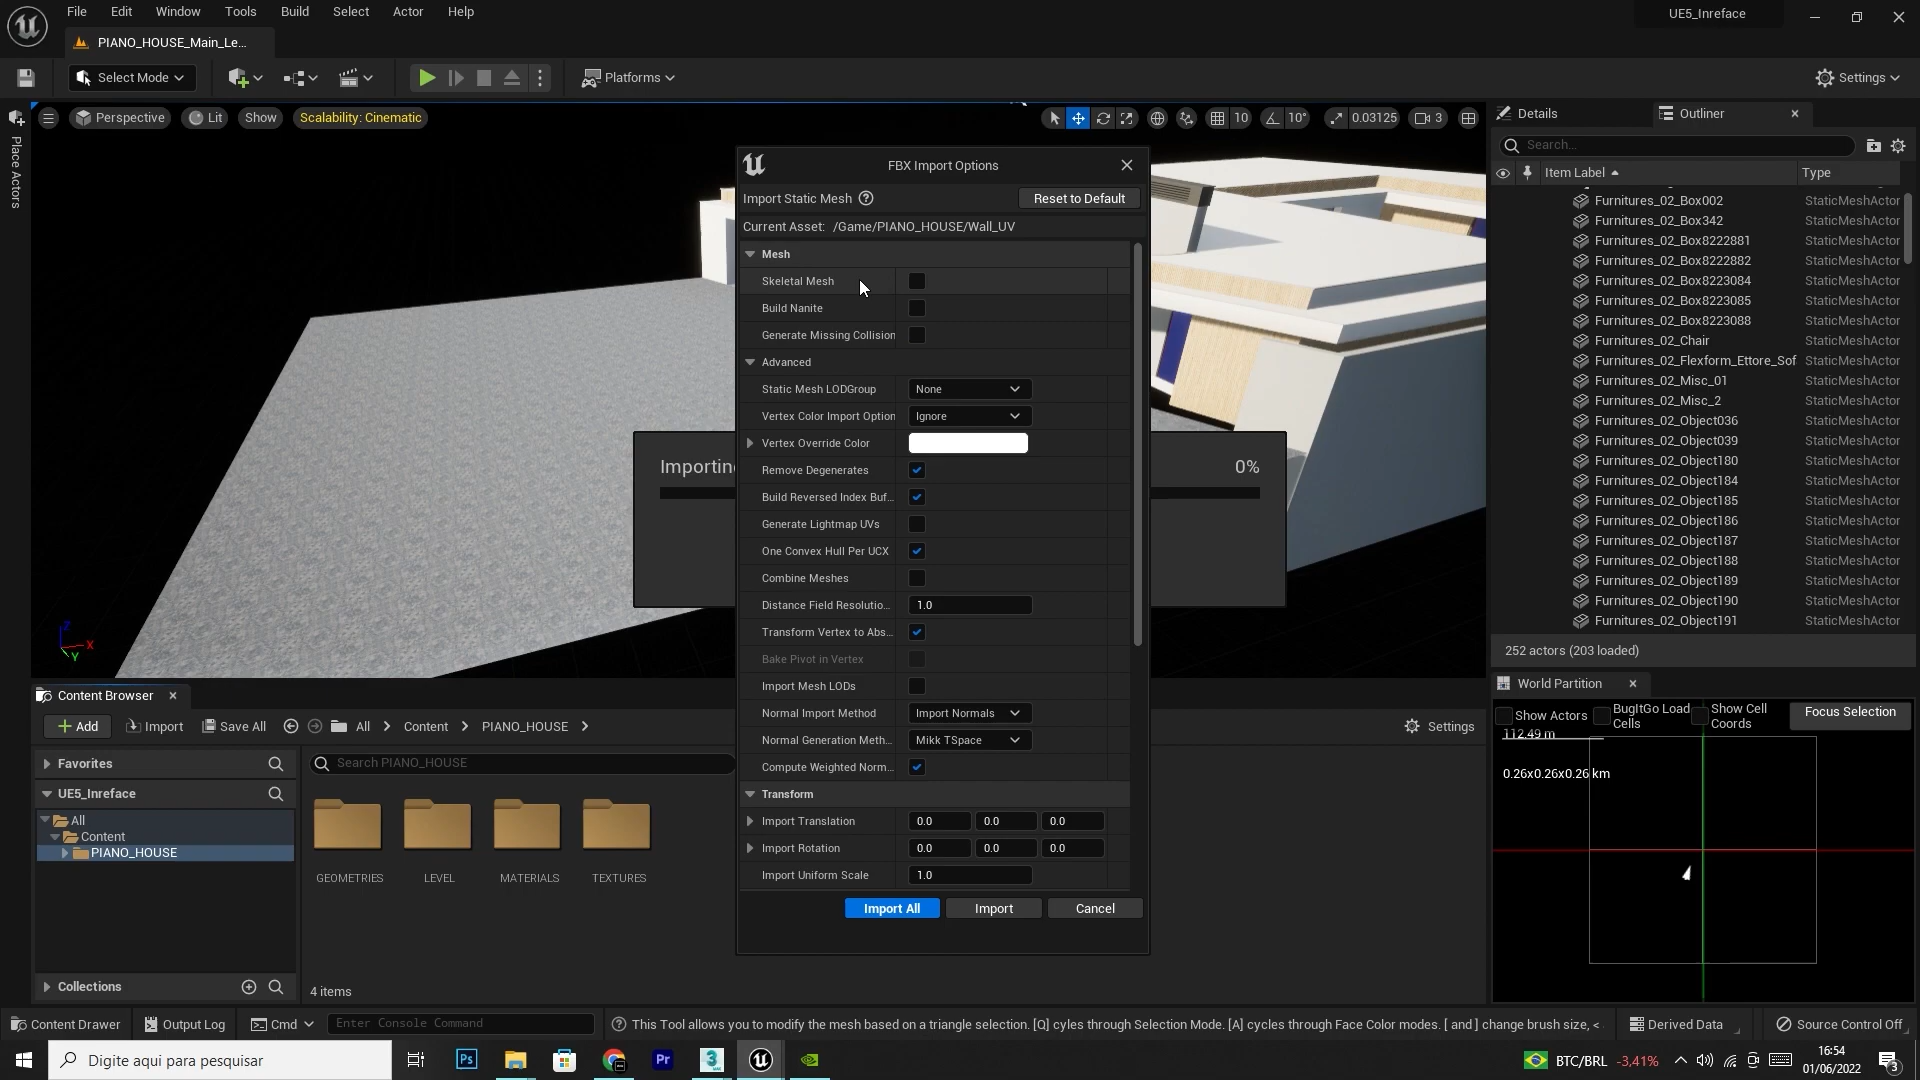 File Edit Window Tools Build Select Actor Help
UE5_Inreface
PIANO_HOUSE_Main_Le...
Select Mode
Platforms
Settings
Place Actors
Perspective Lit Show Scalability: Cinematic
10 10° 0.03125 3
FBX Import Options
Import Static Mesh
Reset to Default
Current Asset: /Game/PIANO_HOUSE/Wall_UV
Mesh
Skeletal Mesh
Build Nanite
Generate Missing Collision
Advanced
Static Mesh LODGroup None
Vertex Color Import Option Ignore
Vertex Override Color
Remove Degenerates
Build Reversed Index Buf...
Generate Lightmap UVs
One Convex Hull Per UCX
Combine Meshes
Distance Field Resolutio... 1.0
Transform Vertex to Abs...
Bake Pivot in Vertex
Import Mesh LODs
Normal Import Method Import Normals
Normal Generation Meth... Mikk TSpace
Compute Weighted Norm...
Transform
Import Translation 0.0 0.0 0.0
Import Rotation 0.0 0.0 0.0
Import Uniform Scale 1.0
Import All Import Cancel
Importin
0%
Z X Y
Details Outliner
Search...
Item Label Type
Furnitures_02_Box002 StaticMeshActor
Furnitures_02_Box342 StaticMeshActor
Furnitures_02_Box8222881 StaticMeshActor
Furnitures_02_Box8222882 StaticMeshActor
Furnitures_02_Box8223084 StaticMeshActor
Furnitures_02_Box8223085 StaticMeshActor
Furnitures_02_Box8223088 StaticMeshActor
Furnitures_02_Chair StaticMeshActor
Furnitures_02_Flexform_Ettore_Sof StaticMeshActor
Furnitures_02_Misc_01 StaticMeshActor
Furnitures_02_Misc_2 StaticMeshActor
Furnitures_02_Object036 StaticMeshActor
Furnitures_02_Object039 StaticMeshActor
Furnitures_02_Object180 StaticMeshActor
Furnitures_02_Object184 StaticMeshActor
Furnitures_02_Object185 StaticMeshActor
Furnitures_02_Object186 StaticMeshActor
Furnitures_02_Object187 StaticMeshActor
Furnitures_02_Object188 StaticMeshActor
Furnitures_02_Object189 StaticMeshActor
Furnitures_02_Object190 StaticMeshActor
Furnitures_02_Object191 StaticMeshActor
252 actors (203 loaded)
World Partition
Show Actors BugItGo Load Cells Show Cell Coords Focus Selection
112.49 m
0.26x0.26x0.26 km
Content Browser
Add Import Save All All Content PIANO_HOUSE Settings
Favorites
UE5_Inreface
All
Content
PIANO_HOUSE
Collections
Search PIANO_HOUSE
GEOMETRIES LEVEL MATERIALS TEXTURES
4 items
Content Drawer Output Log Cmd Enter Console Command
This Tool allows you to modify the mesh based on a triangle selection. [Q] cyles through Selection Mode. [A] cycles through Face Color modes. [ and ] change brush size, <
Derived Data Source Control Off
Digite aqui para pesquisar
Ps Pr
BTC/BRL -3,41%
16:54
01/06/2022
3